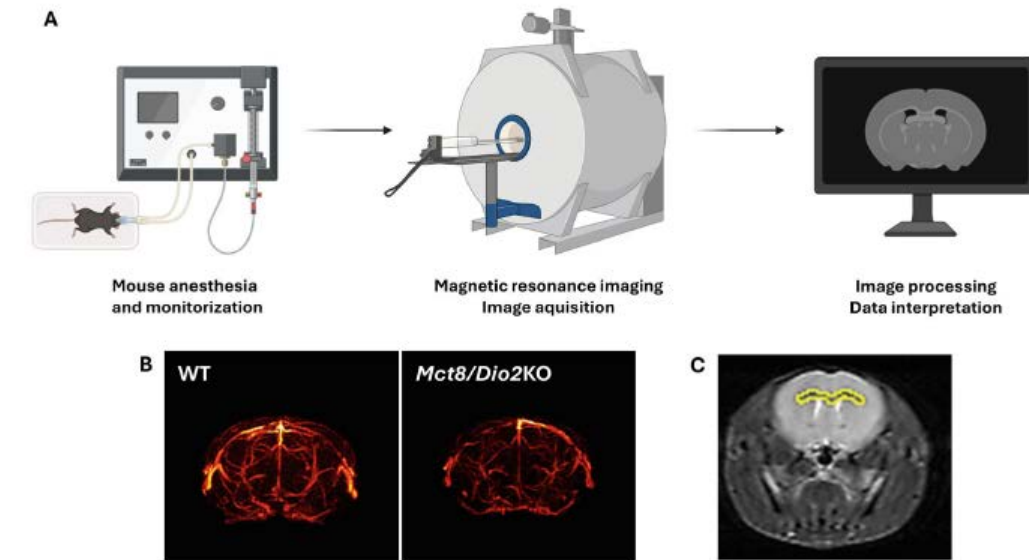 A
Mouse anesthesia
and monitorization
Magnetic resonance imaging
Image aquisition
Image processing
Data interpretation
B
WT
Mct8/Dio2KO
C